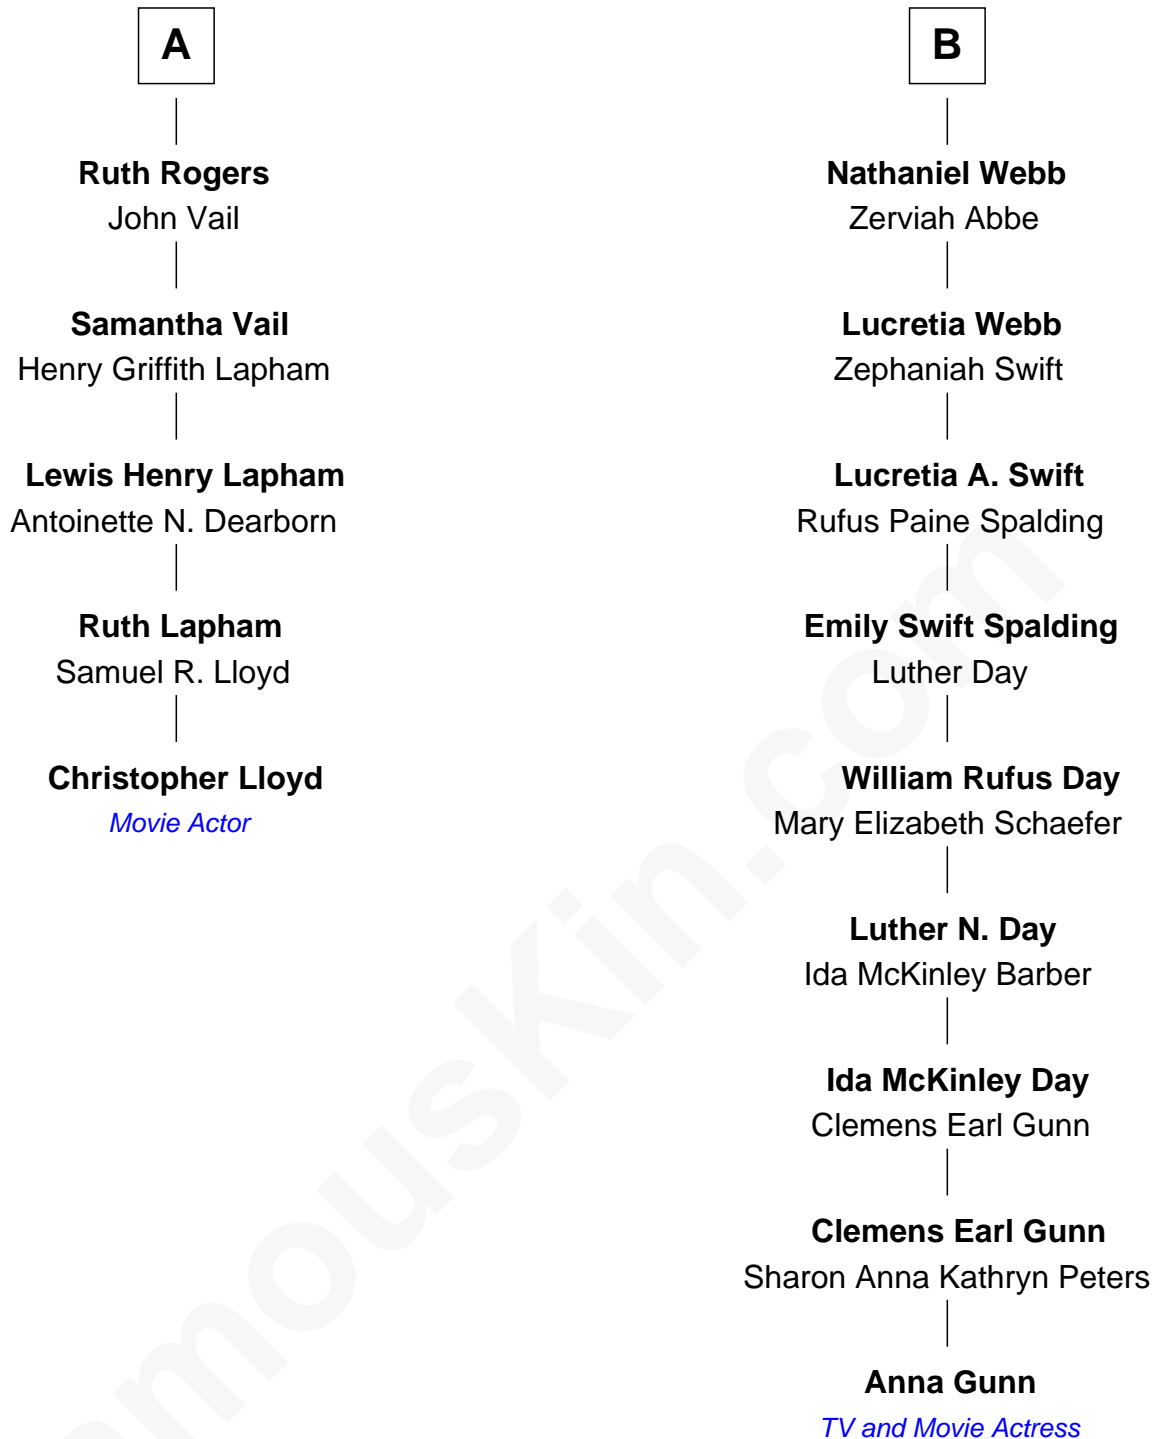 A
Ruth Rogers
John Vail
Samantha Vail
Henry Griffith Lapham
Lewis Henry Lapham
Antoinette N. Dearborn
Ruth Lapham
Samuel R. Lloyd
Christopher Lloyd
Movie Actor
B
Nathaniel Webb
Zerviah Abbe
Lucretia Webb
Zephaniah Swift
Lucretia A. Swift
Rufus Paine Spalding
Emily Swift Spalding
Luther Day
William Rufus Day
Mary Elizabeth Schaefer
Luther N. Day
Ida McKinley Barber
Ida McKinley Day
Clemens Earl Gunn
Clemens Earl Gunn
Sharon Anna Kathryn Peters
Anna Gunn
TV and Movie Actress
amouskin.com